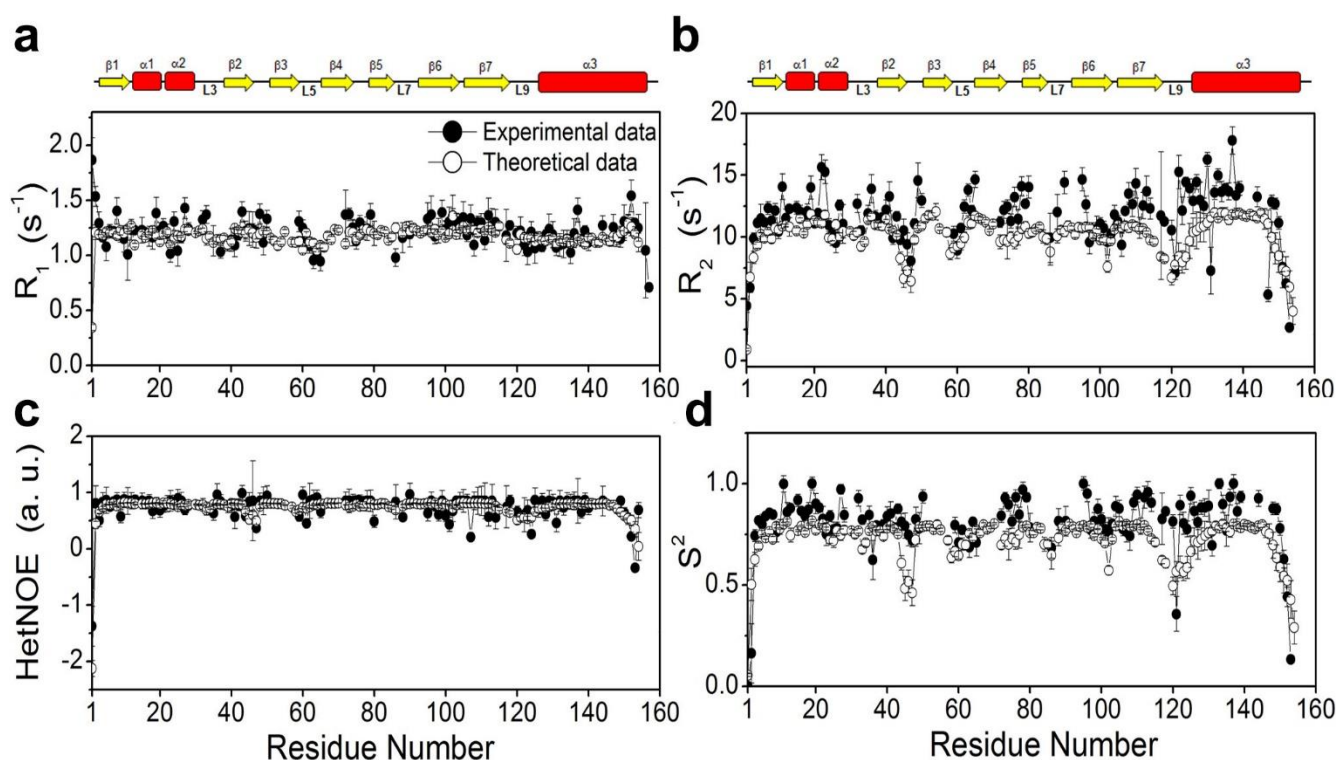 a
β1 α1 α2 L3 β2 β3 L5 β4 β5 L7 β6 β7 L9 α3
Experimental data
Theoretical data
R1 (s-1)
2.0
1.5
1.0
0.5
0.0
1 20 40 60 80 100 120 140 160
b
β1 α1 α2 L3 β2 β3 L5 β4 β5 L7 β6 β7 L9 α3
R2 (s-1)
20
15
10
5
0
1 20 40 60 80 100 120 140 160
c
HetNOE (a. u.)
2
1
0
-1
-2
1 20 40 60 80 100 120 140 160
Residue Number
d
S2
1.0
0.5
0.0
1 20 40 60 80 100 120 140 160
Residue Number